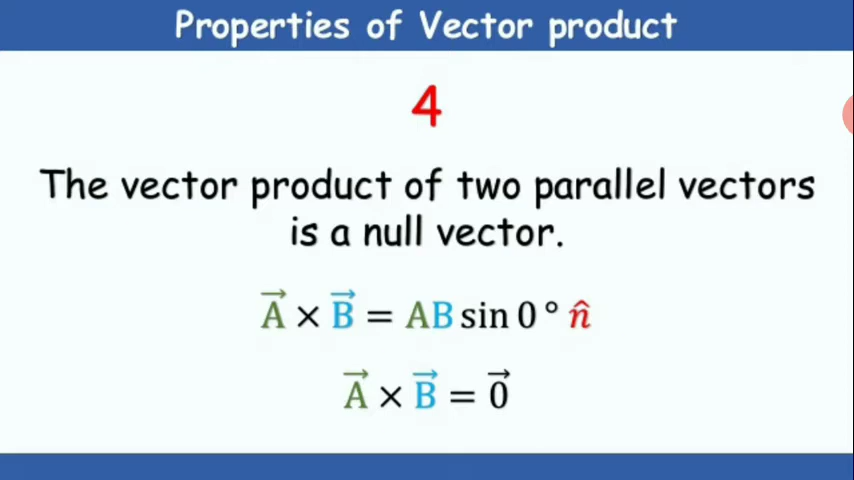 Properties of Vector product
4
The vector product of two parallel vectors
is a null vector.
A⃗ × B⃗ = AB sin 0° n̂
A⃗ × B⃗ = 0⃗